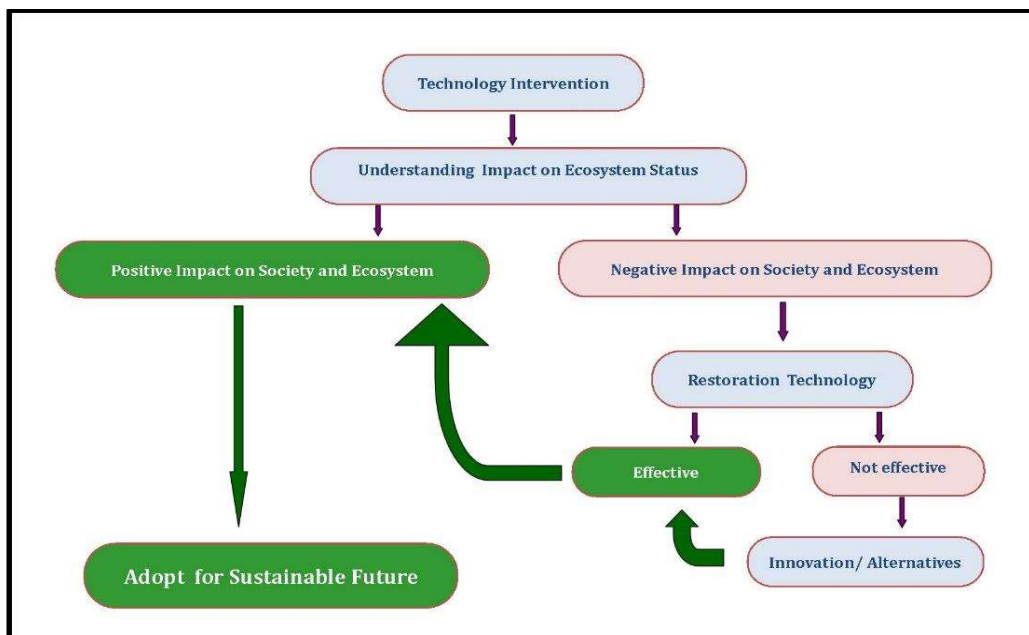 Technology Intervention
Understanding Impact on Ecosystem Status
Positive Impact on Society and Ecosystem
Negative Impact on Society and Ecosystem
Restoration Technology
Effective
Not effective
Adopt for Sustainable Future
Innovation/ Alternatives